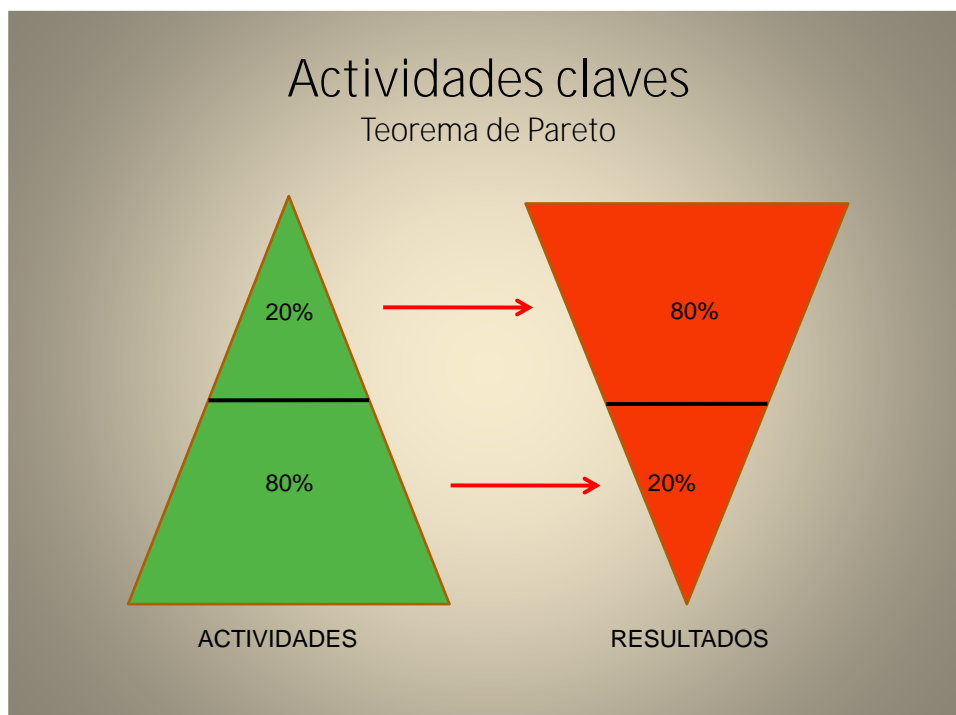 Actividades claves
Teorema de Pareto
20%
80%
80%
20%
ACTIVIDADES
RESULTADOS